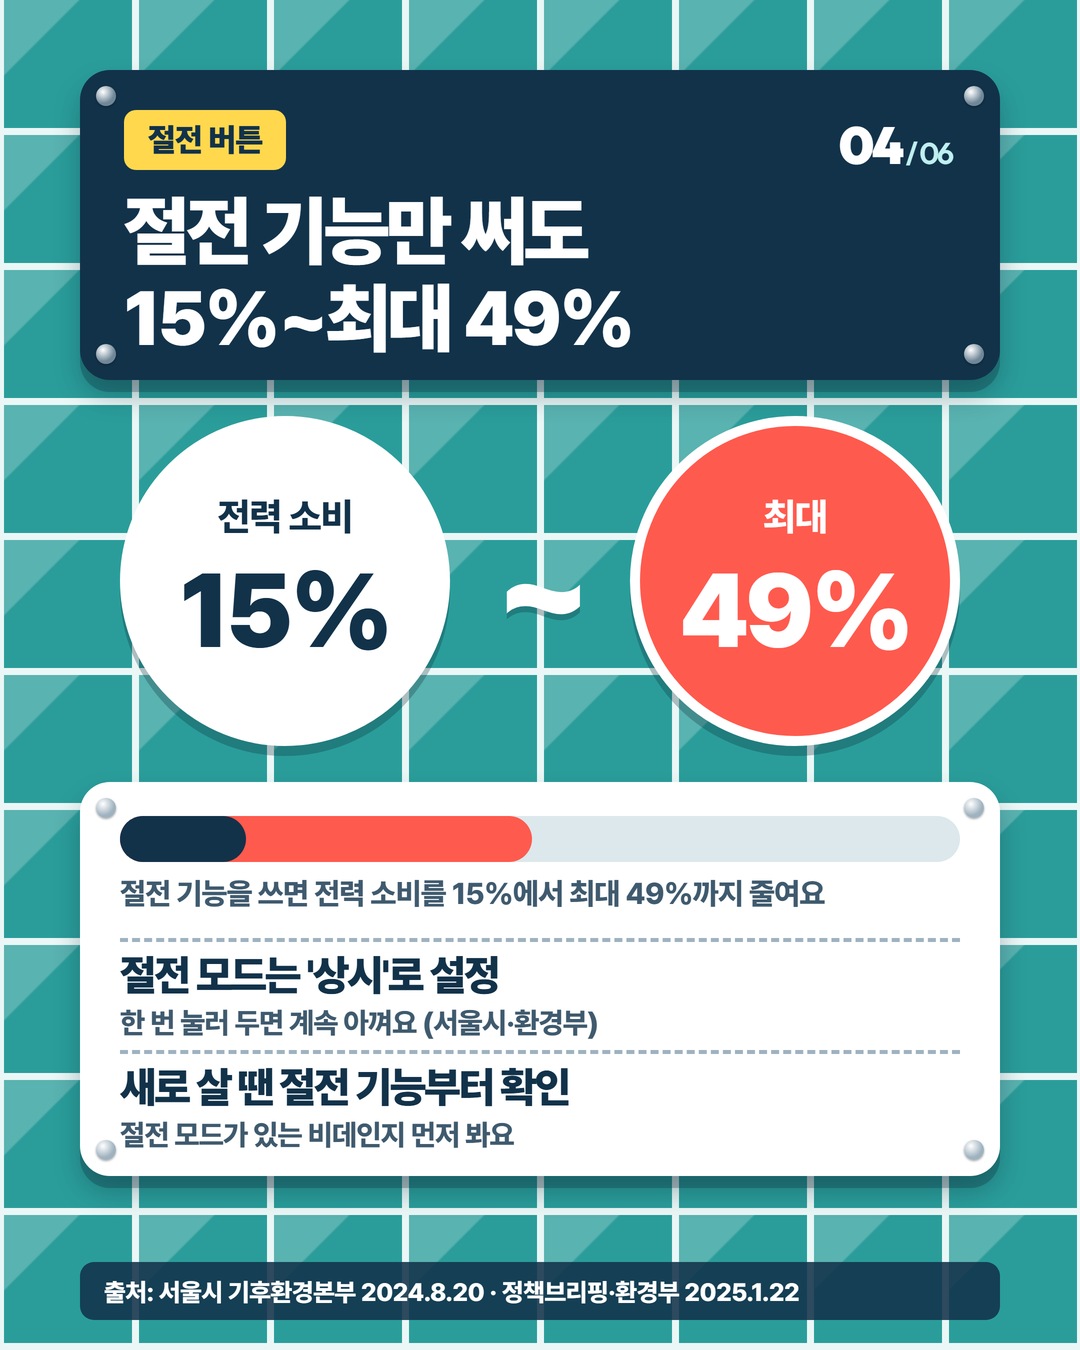 절전 버튼
04/06
절전 기능만 써도
15%~최대 49%
전력 소비
15%
~
최대
49%
절전 기능을 쓰면 전력 소비를 15%에서 최대 49%까지 줄여요
절전 모드는 '상시'로 설정
한 번 눌러 두면 계속 아껴요 (서울시·환경부)
새로 살 땐 절전 기능부터 확인
절전 모드가 있는 비데인지 먼저 봐요
출처: 서울시 기후환경본부 2024.8.20 · 정책브리핑·환경부 2025.1.22